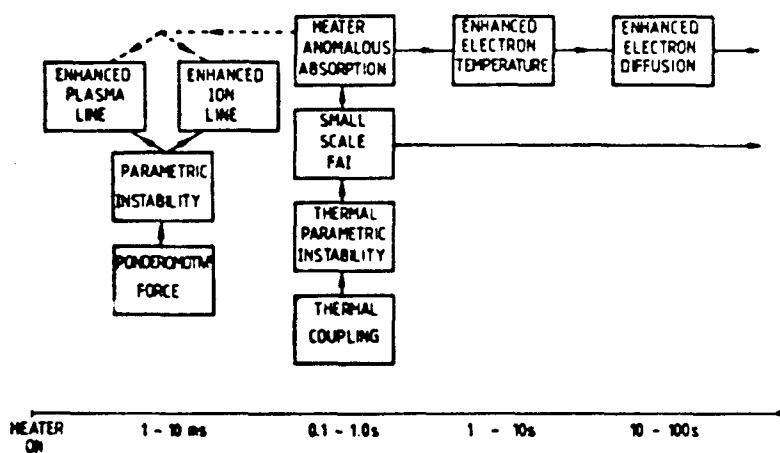 HEATER
ANOMALOUS
ABSORPTION
ENHANCED
ELECTRON
TEMPERATURE
ENHANCED
ELECTRON
DIFFUSION
ENHANCED
PLASMA
LINE
ENHANCED
ION
LINE
SMALL
SCALE
FAI
PARAMETRIC
INSTABILITY
THERMAL
PARAMETRIC
INSTABILITY
PONDEROMOTIVE
FORCE
THERMAL
COUPLING
HEATER
ON
1 - 10 ms
0.1 - 1.0s
1 - 10s
10 - 100s